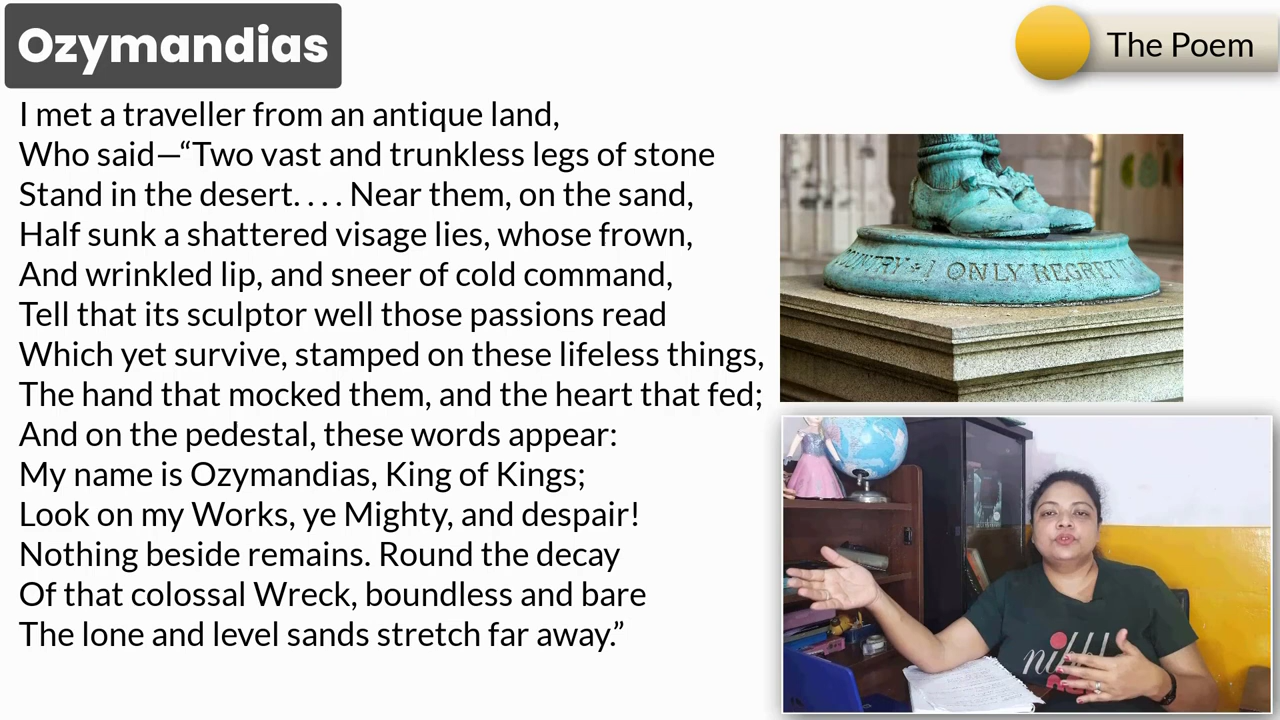 Ozymandias
The Poem
I met a traveller from an antique land,
Who said—“Two vast and trunkless legs of stone
Stand in the desert. . . . Near them, on the sand,
Half sunk a shattered visage lies, whose frown,
And wrinkled lip, and sneer of cold command,
Tell that its sculptor well those passions read
Which yet survive, stamped on these lifeless things,
The hand that mocked them, and the heart that fed;
And on the pedestal, these words appear:
My name is Ozymandias, King of Kings;
Look on my Works, ye Mighty, and despair!
Nothing beside remains. Round the decay
Of that colossal Wreck, boundless and bare
The lone and level sands stretch far away.”
I ONLY REGRET